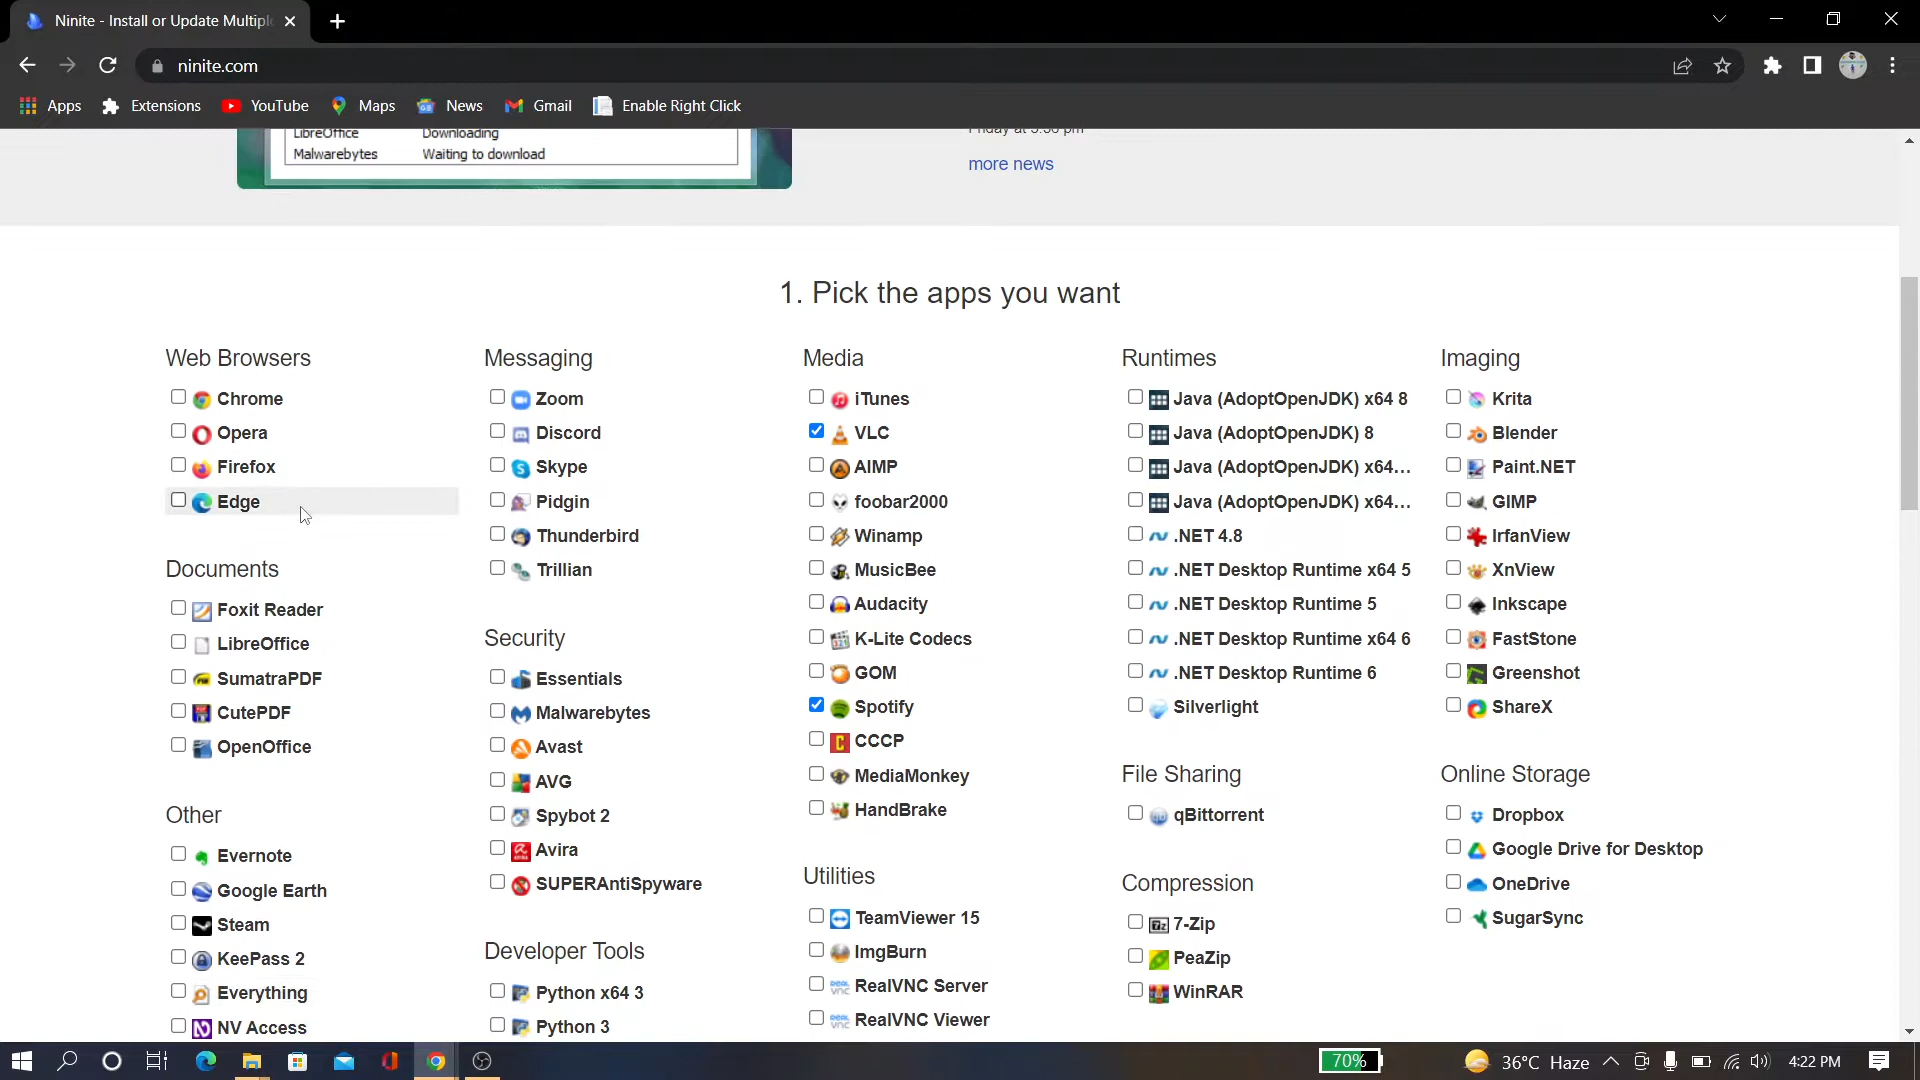 Ninite - Install or Update Multiple
ninite.com
Apps
Extensions
YouTube
Maps
News
Gmail
Enable Right Click
LibreOffice Downloading
Malwarebytes Waiting to download
more news
1. Pick the apps you want
Web Browsers
Chrome
Opera
Firefox
Edge
Documents
Foxit Reader
LibreOffice
SumatraPDF
CutePDF
OpenOffice
Other
Evernote
Google Earth
Steam
KeePass 2
Everything
NV Access
Messaging
Zoom
Discord
Skype
Pidgin
Thunderbird
Trillian
Security
Essentials
Malwarebytes
Avast
AVG
Spybot 2
Avira
SUPERAntiSpyware
Developer Tools
Python x64 3
Python 3
Media
iTunes
VLC
AIMP
foobar2000
Winamp
MusicBee
Audacity
K-Lite Codecs
GOM
Spotify
CCCP
MediaMonkey
HandBrake
Utilities
TeamViewer 15
ImgBurn
RealVNC Server
RealVNC Viewer
Runtimes
Java (AdoptOpenJDK) x64 8
Java (AdoptOpenJDK) 8
Java (AdoptOpenJDK) x64...
Java (AdoptOpenJDK) x64...
.NET 4.8
.NET Desktop Runtime x64 5
.NET Desktop Runtime 5
.NET Desktop Runtime x64 6
.NET Desktop Runtime 6
Silverlight
File Sharing
qBittorrent
Compression
7-Zip
PeaZip
WinRAR
Imaging
Krita
Blender
Paint.NET
GIMP
IrfanView
XnView
Inkscape
FastStone
Greenshot
ShareX
Online Storage
Dropbox
Google Drive for Desktop
OneDrive
SugarSync
70%
36°C Haze
4:22 PM